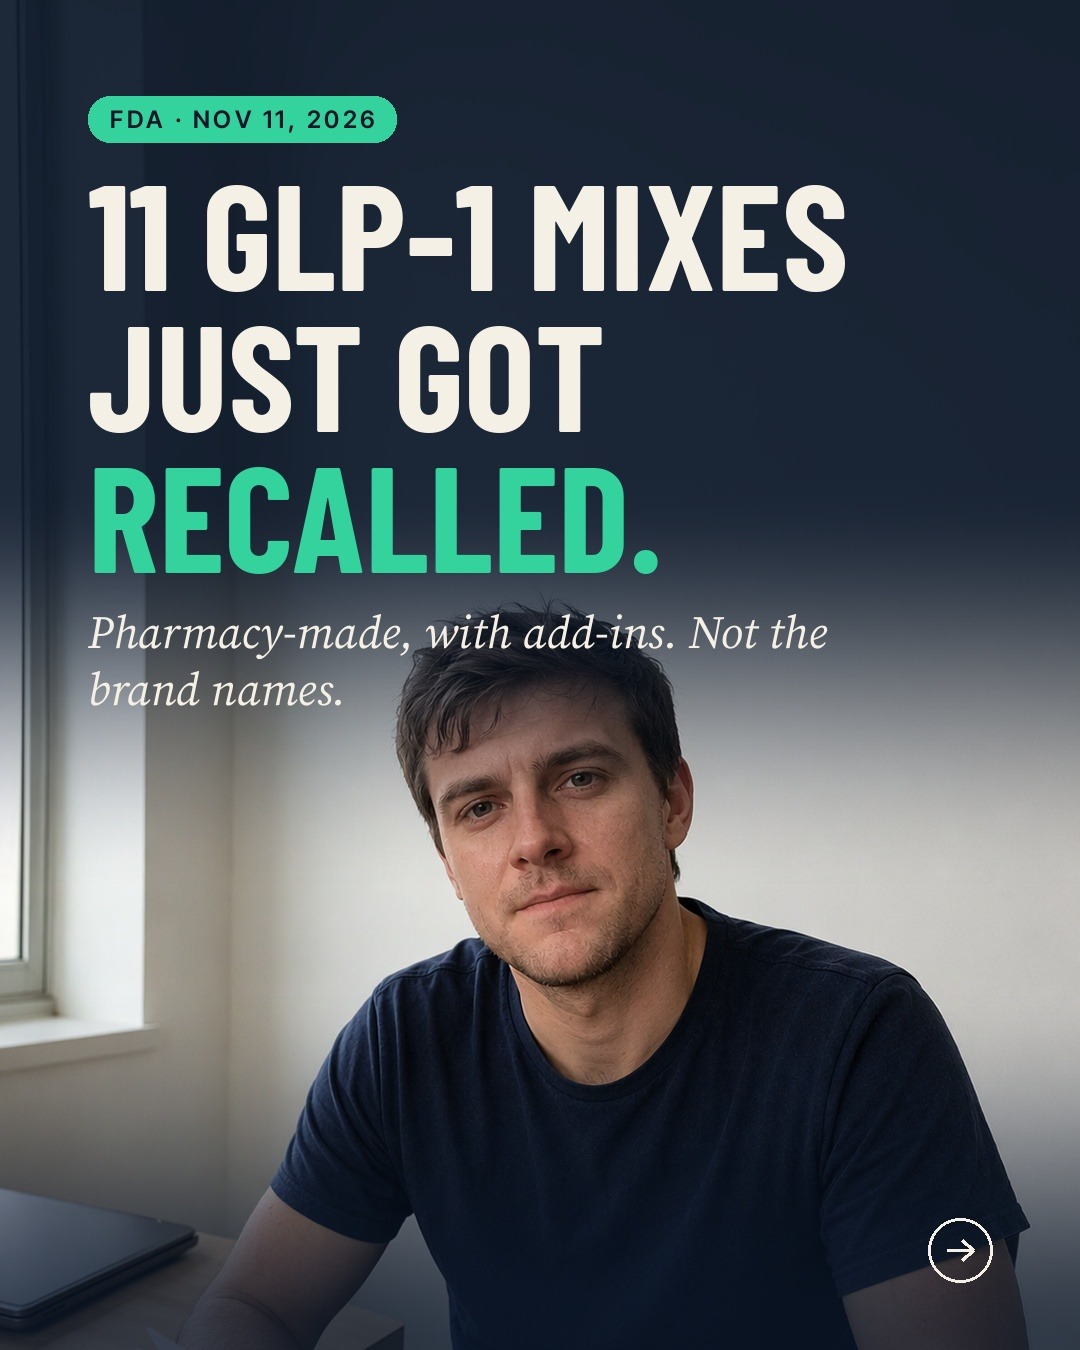 FDA · NOV 11, 2026
11 GLP-1 MIXES
JUST GOT
RECALLED.
Pharmacy-made, with add-ins. Not the
brand names.